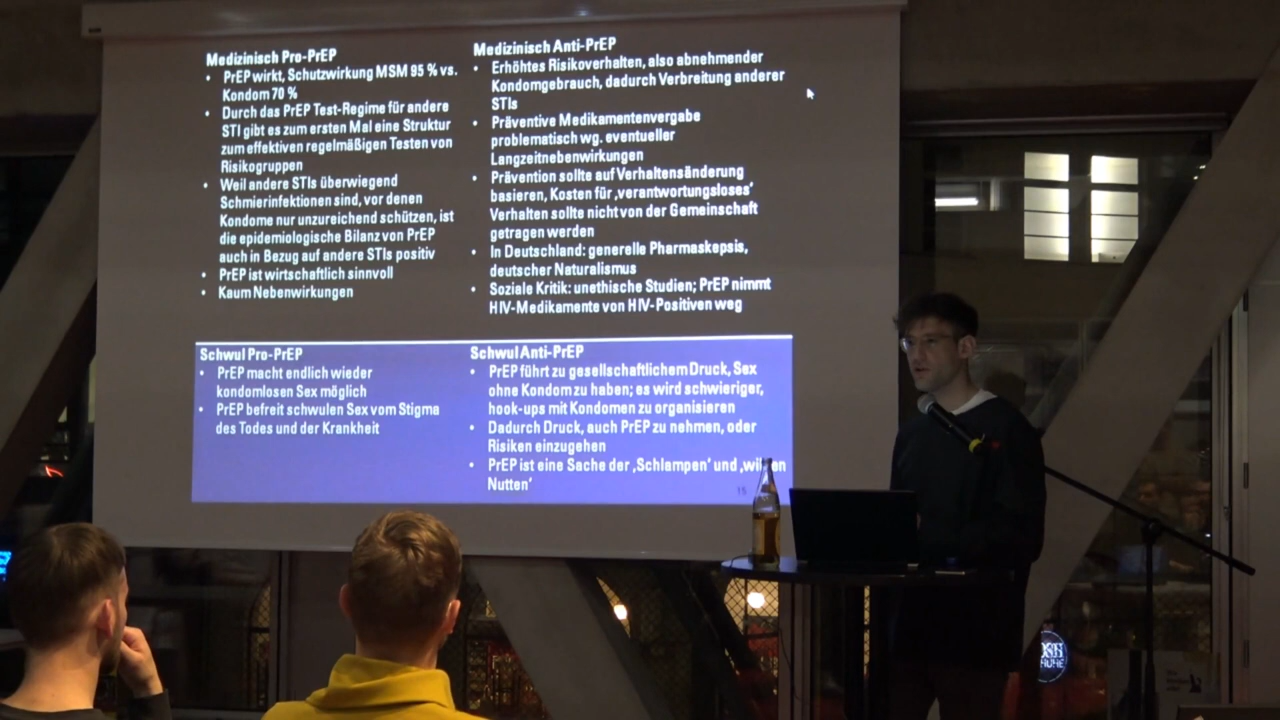 Medizinisch Pro-PrEP
• PrEP wirkt, Schutzwirkung MSM 95 % vs.
Kondom 70 %
• Durch das PrEP Test-Regime für andere
STI gibt es zum ersten Mal eine Struktur
zum effektiven regelmäßigen Testen von
Risikogruppen
• Weil andere STIs überwiegend
Schmierinfektionen sind, vor denen
Kondome nur unzureichend schützen, ist
die epidemiologische Bilanz von PrEP
auch in Bezug auf andere STIs positiv
• PrEP ist wirtschaftlich sinnvoll
• Kaum Nebenwirkungen
Medizinisch Anti-PrEP
• Erhöhtes Risikoverhalten, also abnehmender
Kondomgebrauch, dadurch Verbreitung anderer
STIs
• Präventive Medikamentenvergabe
problematisch wg. eventueller
Langzeitnebenwirkungen
• Prävention sollte auf Verhaltensänderung
basieren, Kosten für ‚verantwortungsloses‘
Verhalten sollte nicht von der Gemeinschaft
getragen werden
• In Deutschland: generelle Pharmaskepsis,
deutscher Naturalismus
• Soziale Kritik: unethische Studien; PrEP nimmt
HIV-Medikamente von HIV-Positiven weg
Schwul Pro-PrEP
• PrEP macht endlich wieder
kondomlosen Sex möglich
• PrEP befreit schwulen Sex vom Stigma
des Todes und der Krankheit
Schwul Anti-PrEP
• PrEP führt zu gesellschaftlichem Druck, Sex
ohne Kondom zu haben; es wird schwieriger,
hook-ups mit Kondomen zu organisieren
• Dadurch Druck, auch PrEP zu nehmen, oder
Risiken einzugehen
• PrEP ist eine Sache der ‚Schlampen‘ und ‚wilden
Nutten‘
15